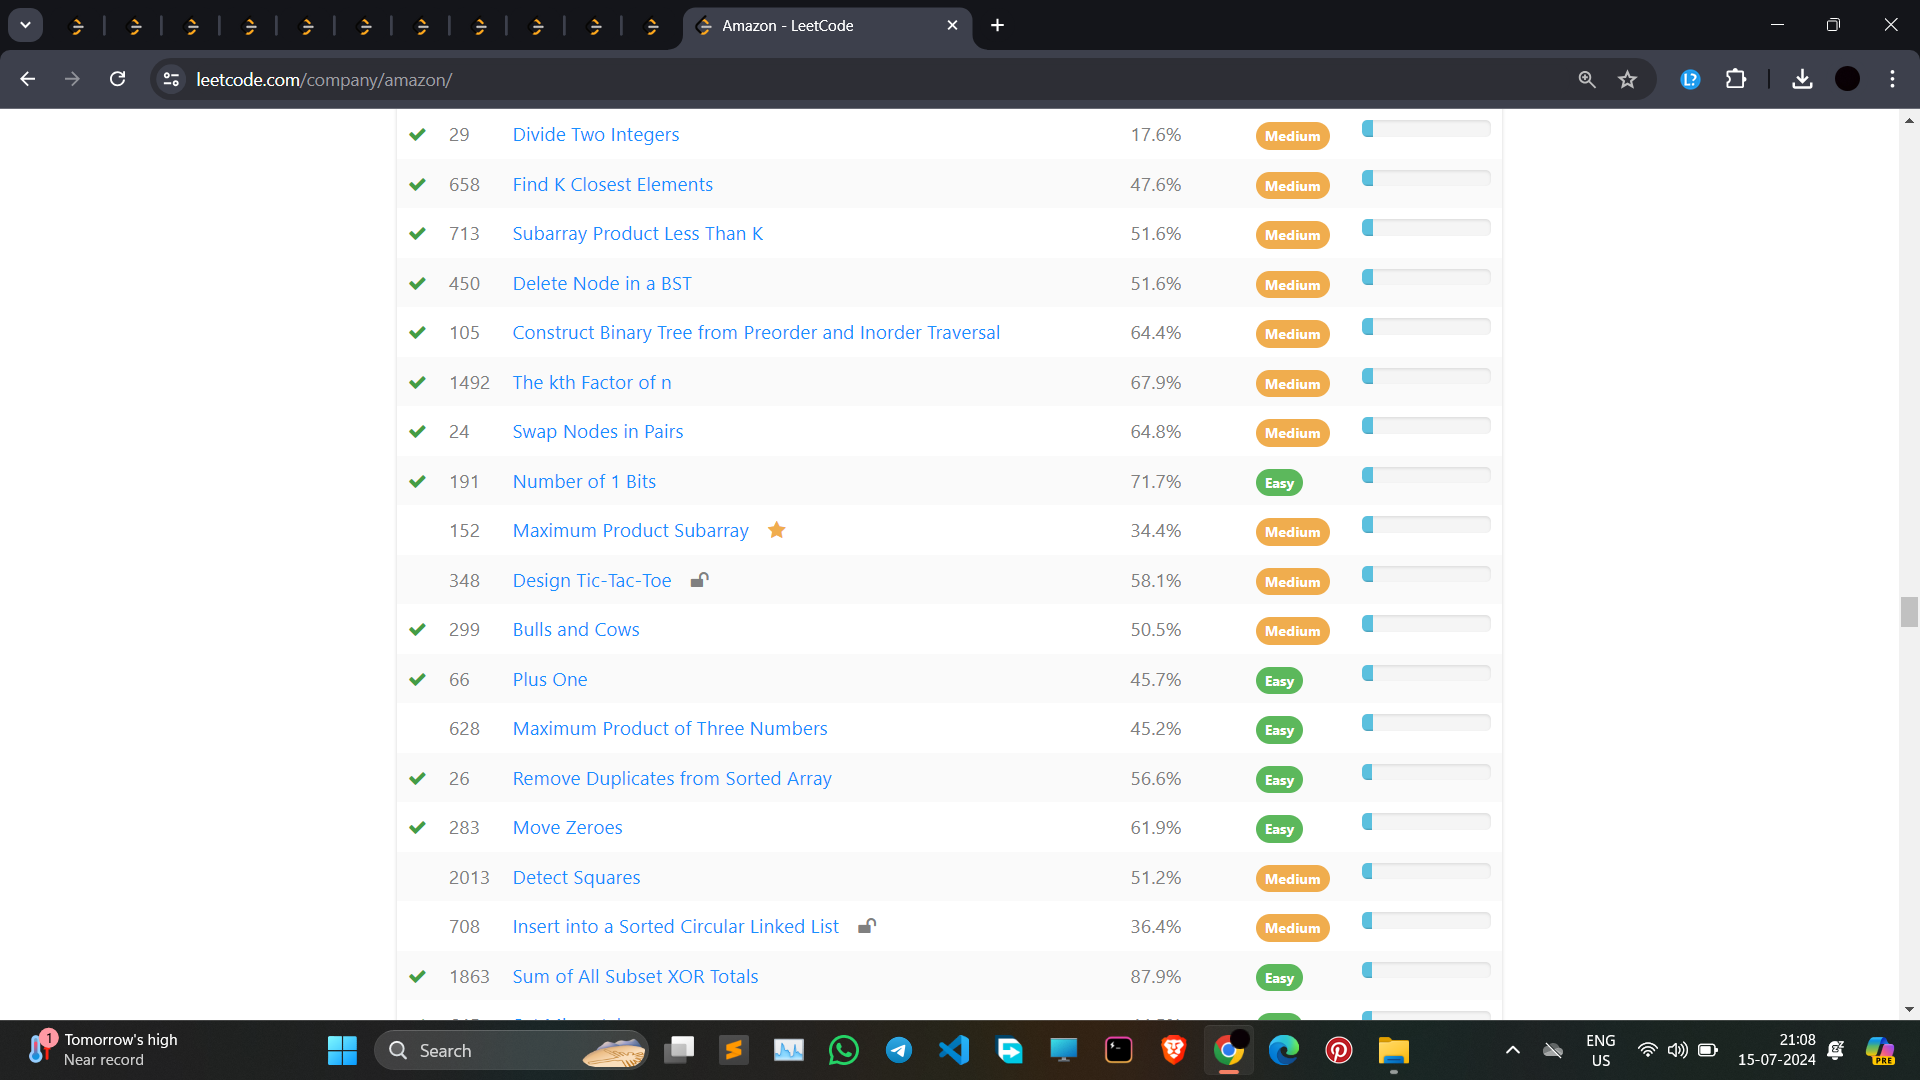 Amazon - LeetCode
leetcode.com/company/amazon/
29 Divide Two Integers 17.6% Medium
658 Find K Closest Elements 47.6% Medium
713 Subarray Product Less Than K 51.6% Medium
450 Delete Node in a BST 51.6% Medium
105 Construct Binary Tree from Preorder and Inorder Traversal 64.4% Medium
1492 The kth Factor of n 67.9% Medium
24 Swap Nodes in Pairs 64.8% Medium
191 Number of 1 Bits 71.7% Easy
152 Maximum Product Subarray 34.4% Medium
348 Design Tic-Tac-Toe 58.1% Medium
299 Bulls and Cows 50.5% Medium
66 Plus One 45.7% Easy
628 Maximum Product of Three Numbers 45.2% Easy
26 Remove Duplicates from Sorted Array 56.6% Easy
283 Move Zeroes 61.9% Easy
2013 Detect Squares 51.2% Medium
708 Insert into a Sorted Circular Linked List 36.4% Medium
1863 Sum of All Subset XOR Totals 87.9% Easy
1 Tomorrow's high
Near record
Search
ENG
US
21:08
15-07-2024
PRE